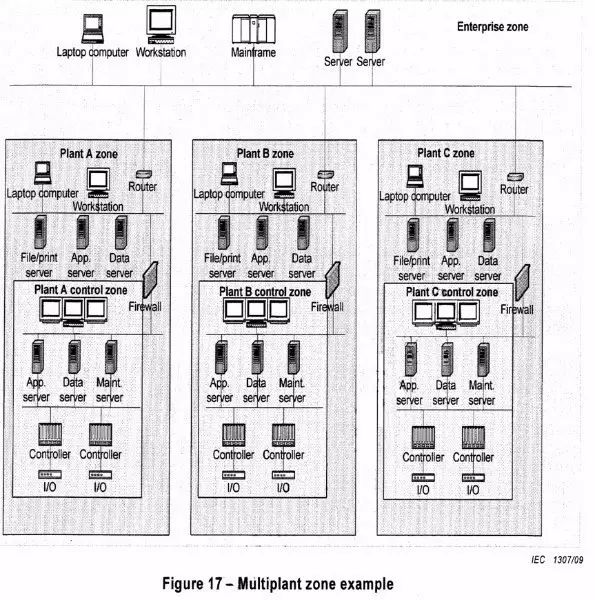 Enterprise zone
Laptop computer
Workstation
Mainframe
Server
Server
Plant A zone
Laptop computer
Workstation
Router
File/print server
App. server
Data server
Firewall
Plant A control zone
App. server
Data server
Maint. server
Controller
Controller
I/O
I/O
Plant B zone
Laptop computer
Workstation
Router
File/print server
App. server
Data server
Firewall
Plant B control zone
App. server
Data server
Maint. server
Controller
Controller
I/O
I/O
Plant C zone
Laptop computer
Workstation
Router
File/print server
App. server
Data server
Firewall
Plant C control zone
App. server
Data server
Maint. server
Controller
Controller
I/O
I/O
IEC 1307/09
Figure 17 – Multiplant zone example